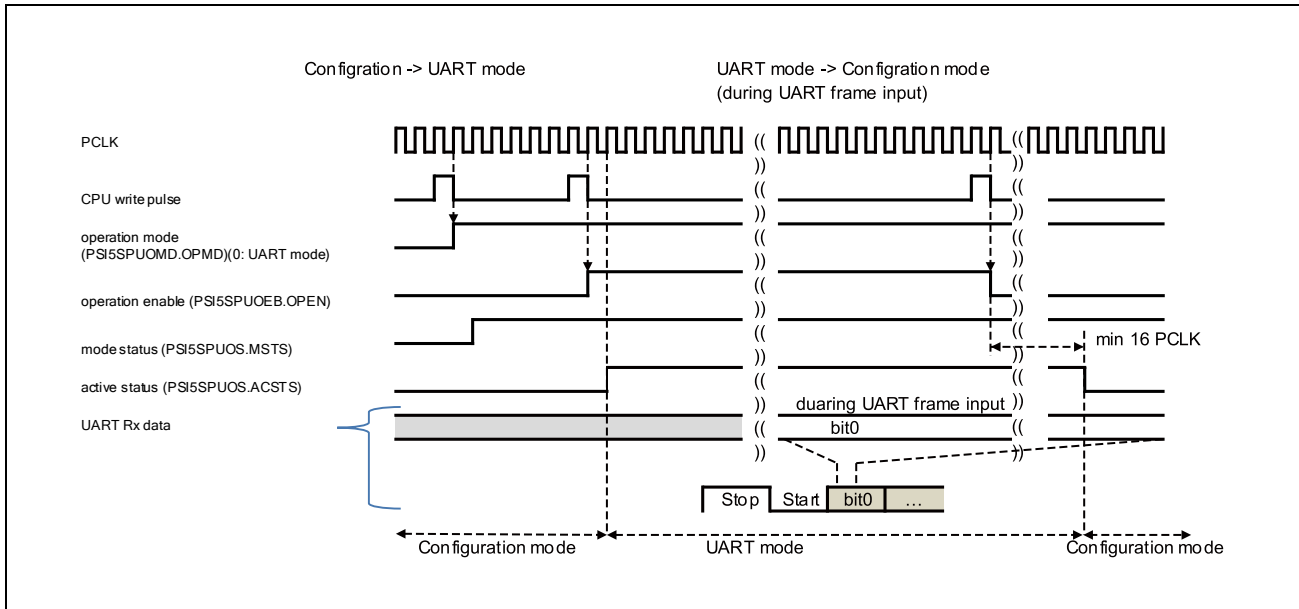 Configration -> UART mode
UART mode -> Configration mode
(during UART frame input)
PCLK
((
))
((
))
CPU write pulse
((
))
((
))
operation mode
(PSI5SPUOMD.OPMD)(0: UART mode)
((
))
((
))
operation enable (PSI5SPUOEB.OPEN)
((
))
((
))
mode status (PSI5SPUOS.MSTS)
((
))
((
))
min 16 PCLK
active status (PSI5SPUOS.ACSTS)
((
))
((
))
duaring UART frame input
UART Rx data
((
))
((
))
bit0
Stop Start bit0 ...
Configuration mode UART mode Configuration mode